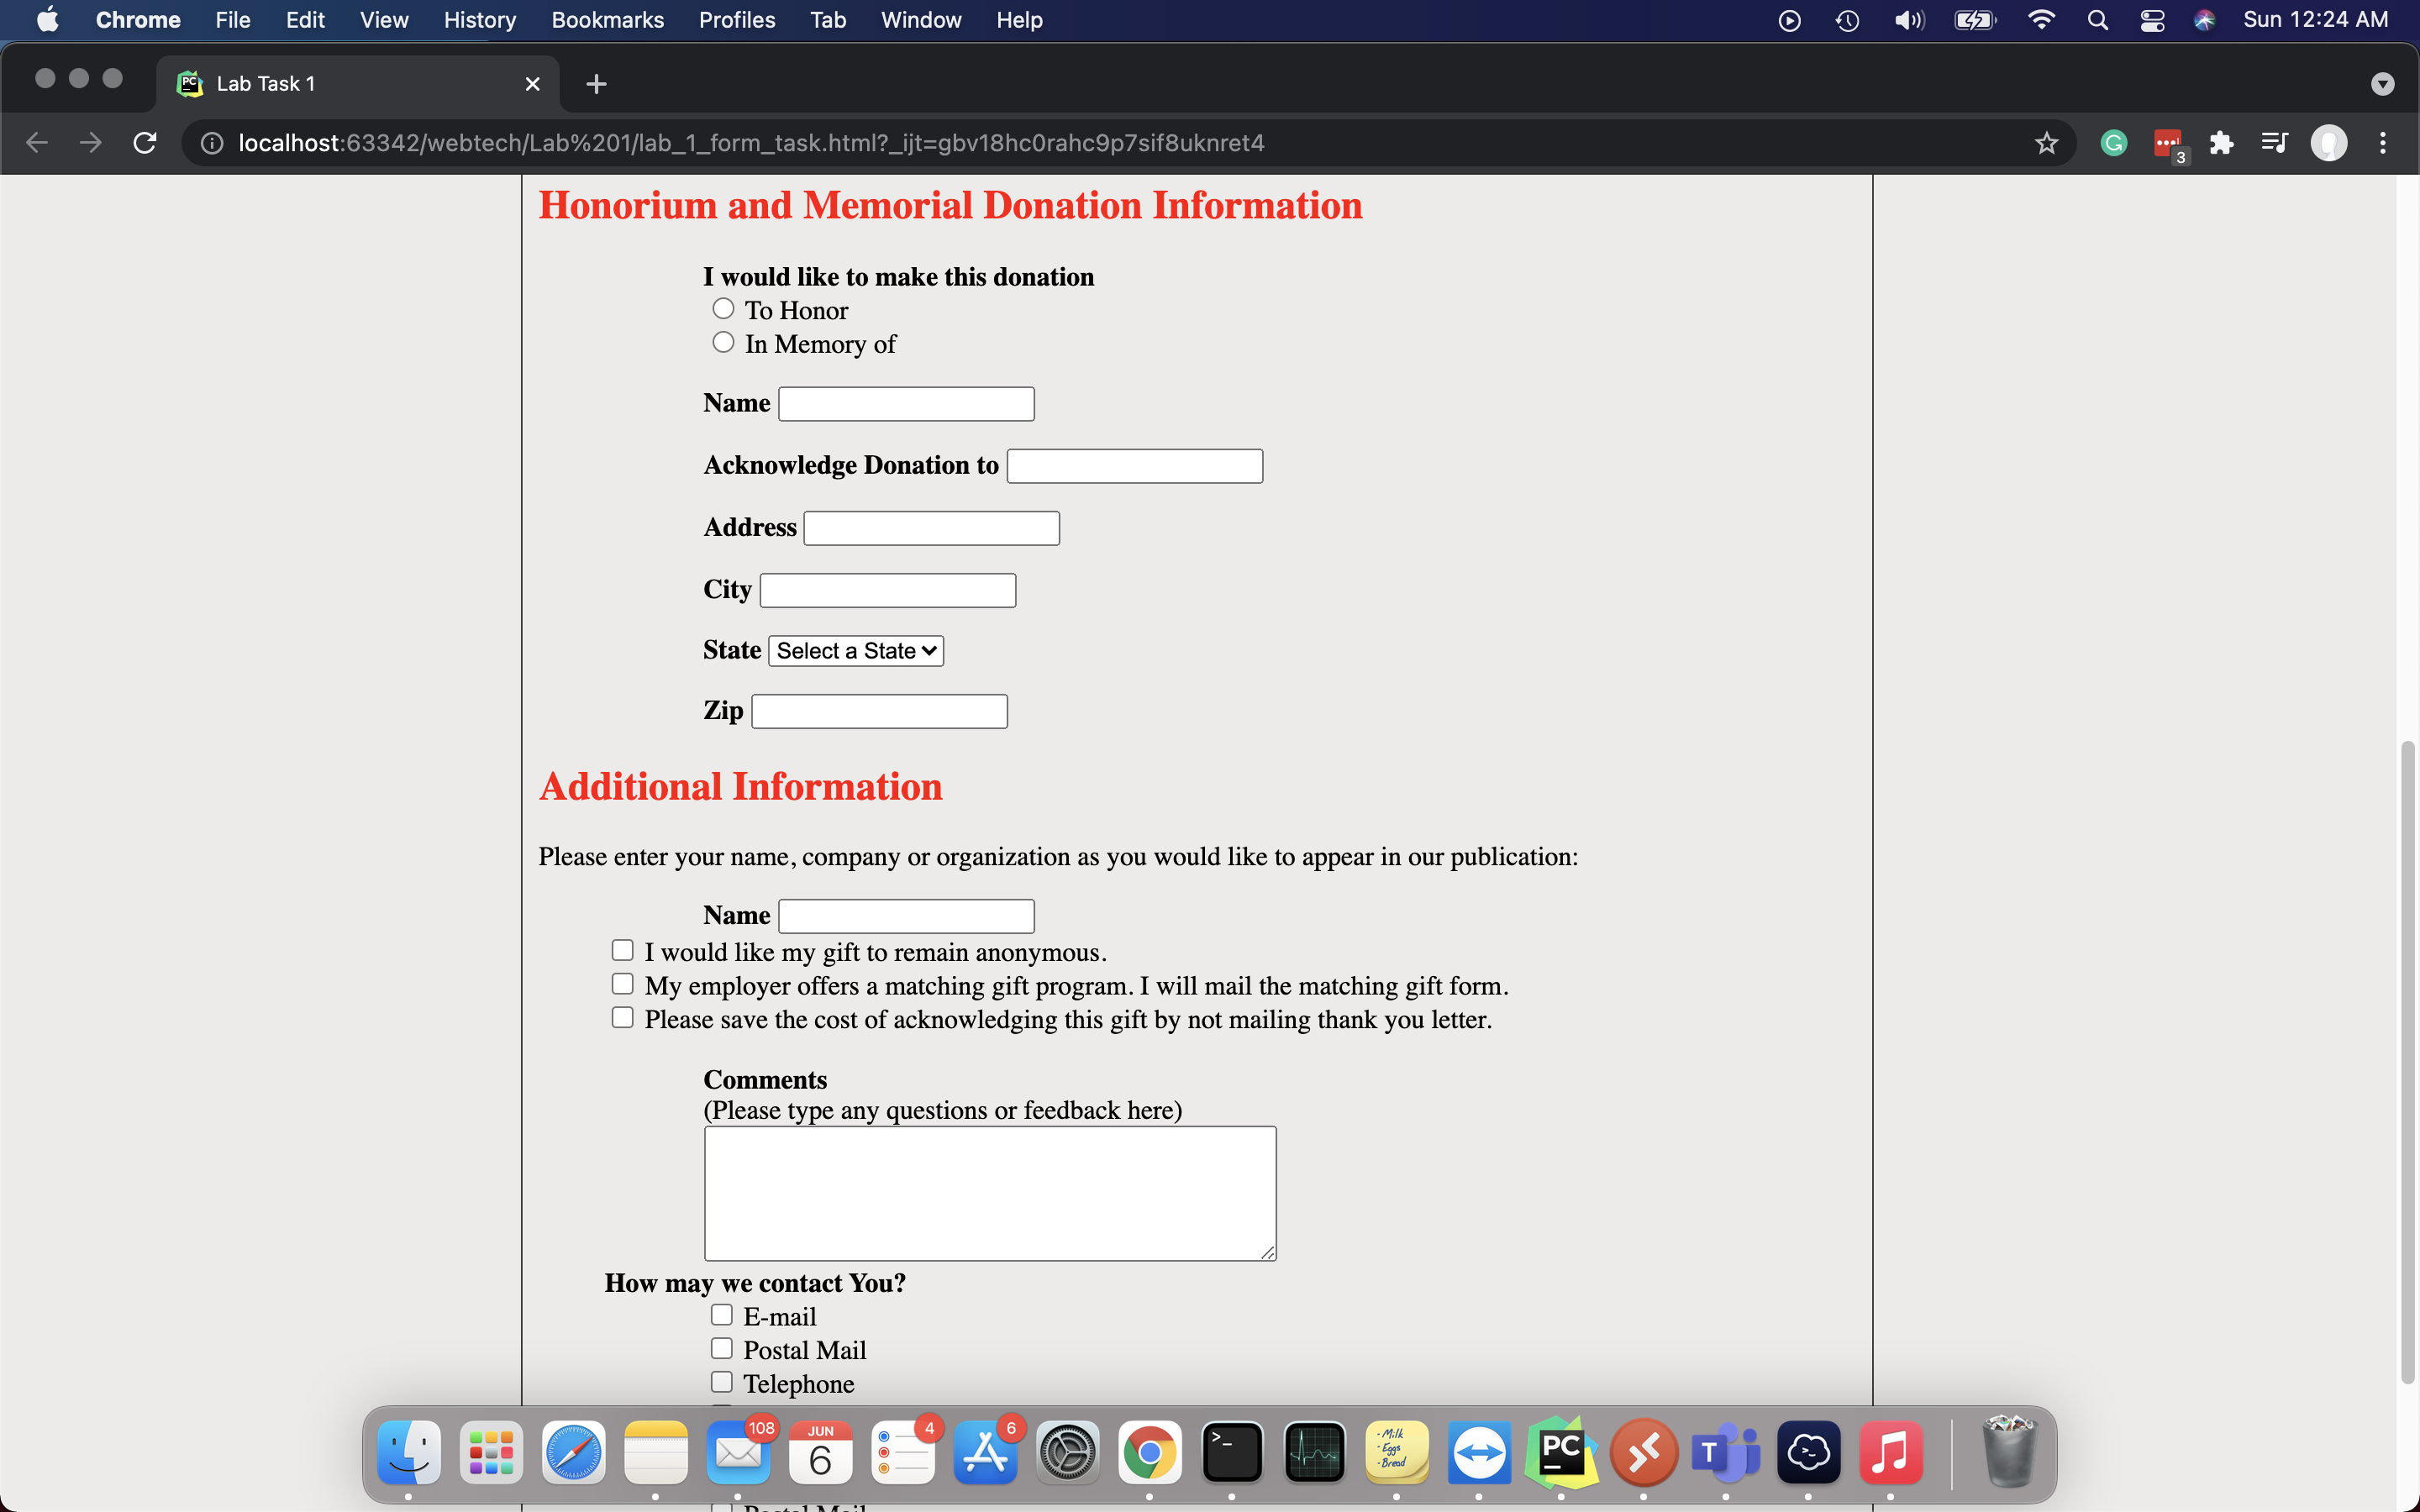 Chrome File Edit View History Bookmarks Profiles Tab Window Help Sun 12:24 AM
PC Lab Task 1
localhost:63342/webtech/Lab%201/lab_1_form_task.html?_ijt=gbv18hc0rahc9p7sif8uknret4 G 3
Honorium and Memorial Donation Information
I would like to make this donation
To Honor
In Memory of
Name
Acknowledge Donation to
Address
City
State Select a State
Zip
Additional Information
Please enter your name, company or organization as you would like to appear in our publication:
Name
I would like my gift to remain anonymous.
My employer offers a matching gift program. I will mail the matching gift form.
Please save the cost of acknowledging this gift by not mailing thank you letter.
Comments
(Please type any questions or feedback here)
How may we contact You?
E-mail
Postal Mail
Telephone
108 JUN 6 4 6 >_ - Milk - Eggs - Bread PC T
Postal Mail